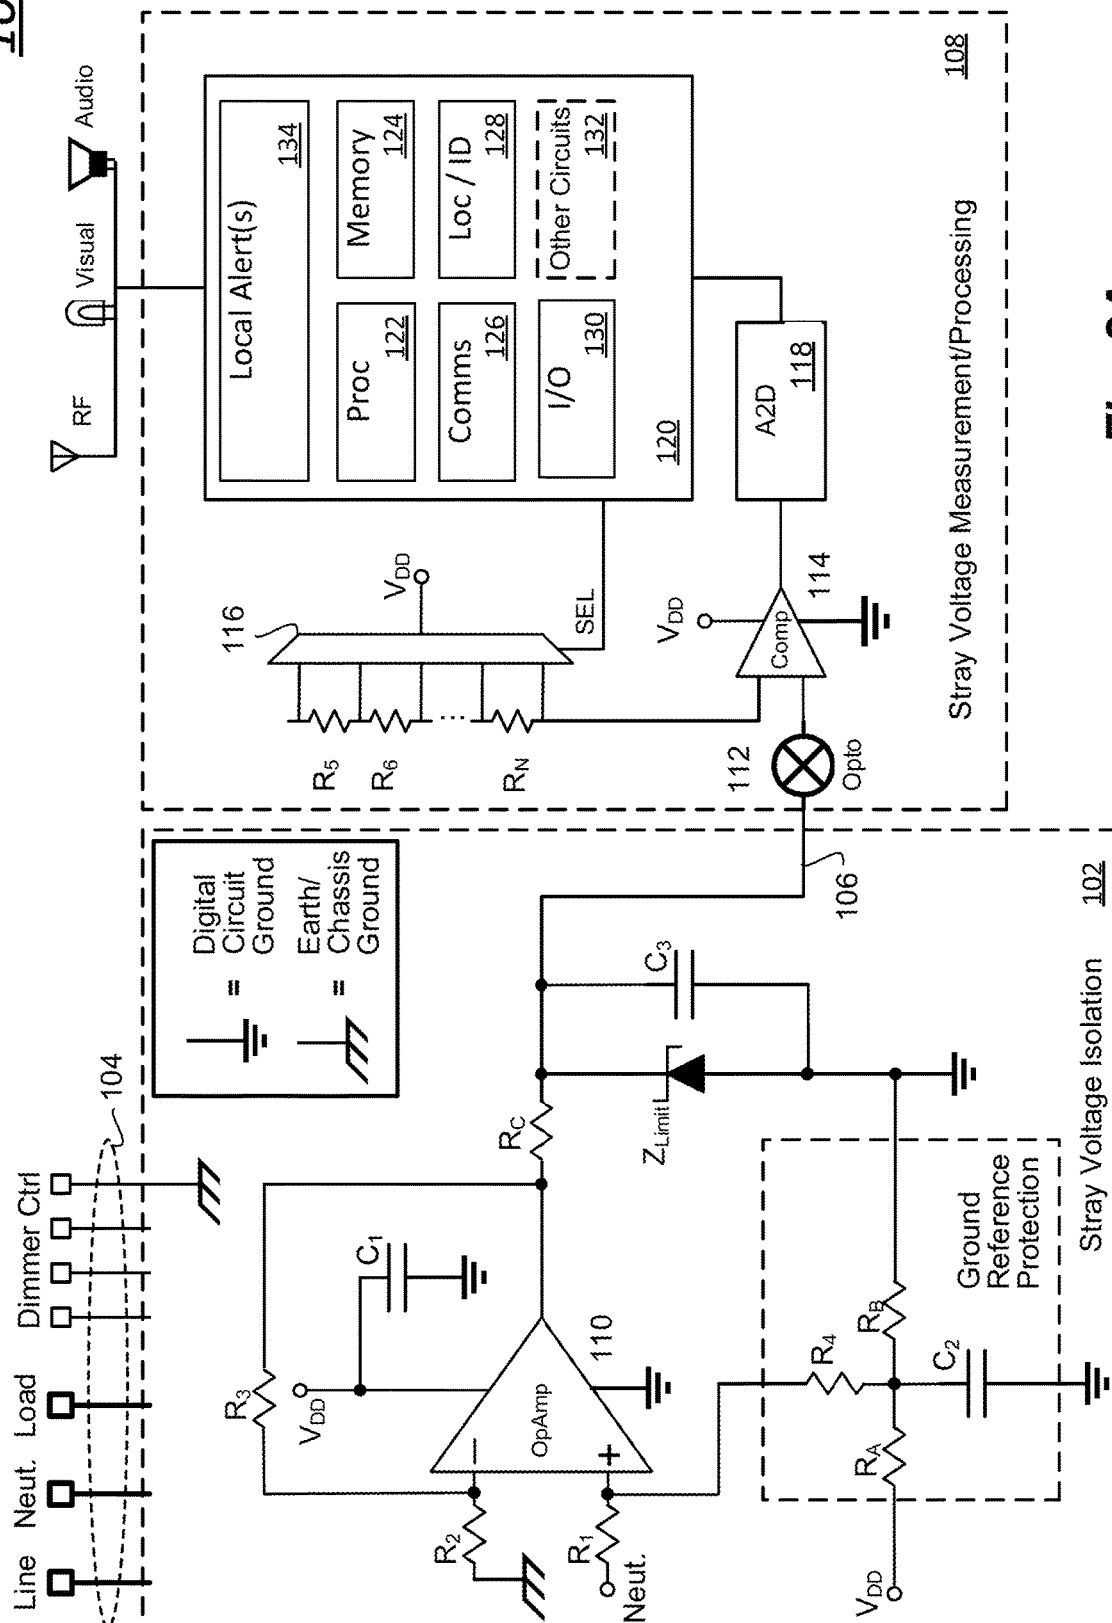 10
Line
Neut.
Load
Dimmer Ctrl
104
RF
Visual
Audio
= Digital
Circuit
Ground
= Earth/
Chassis
Ground
Local Alert(s)
134
Proc
122
Memory
124
Comms
126
Loc / ID
128
I/O
130
Other Circuits
132
120
116
VDD
SEL
R5
R6
...
RN
VDD
Comp
114
A2D
118
112
Opto
108
Stray Voltage Measurement/Processing
R3
VDD
C1
R2
R1
Neut.
−
+
OpAmp
110
RC
ZLimit
C3
106
R4
RA
RB
C2
VDD
Ground
Reference
Protection
102
Stray Voltage Isolation